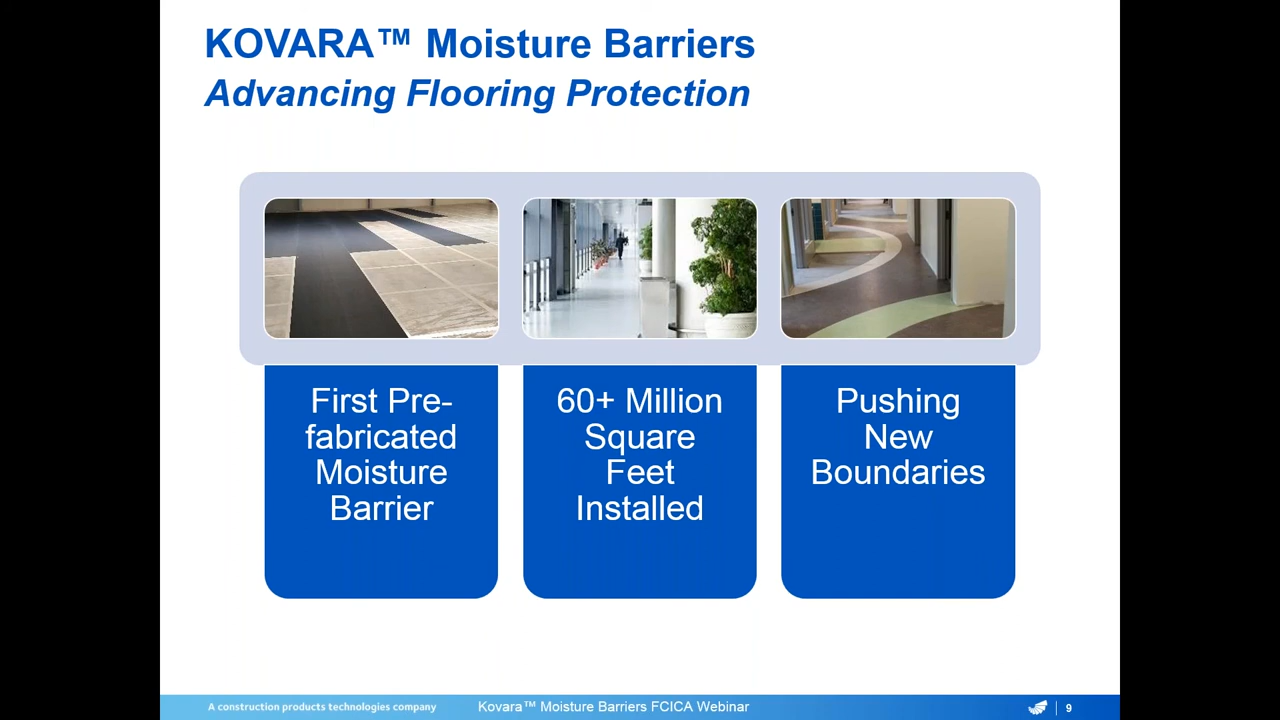 KOVARA™ Moisture Barriers
Advancing Flooring Protection
First Pre-
fabricated
Moisture
Barrier
60+ Million
Square
Feet
Installed
Pushing
New
Boundaries
A construction products technologies company
Kovara™ Moisture Barriers FCICA Webinar
9